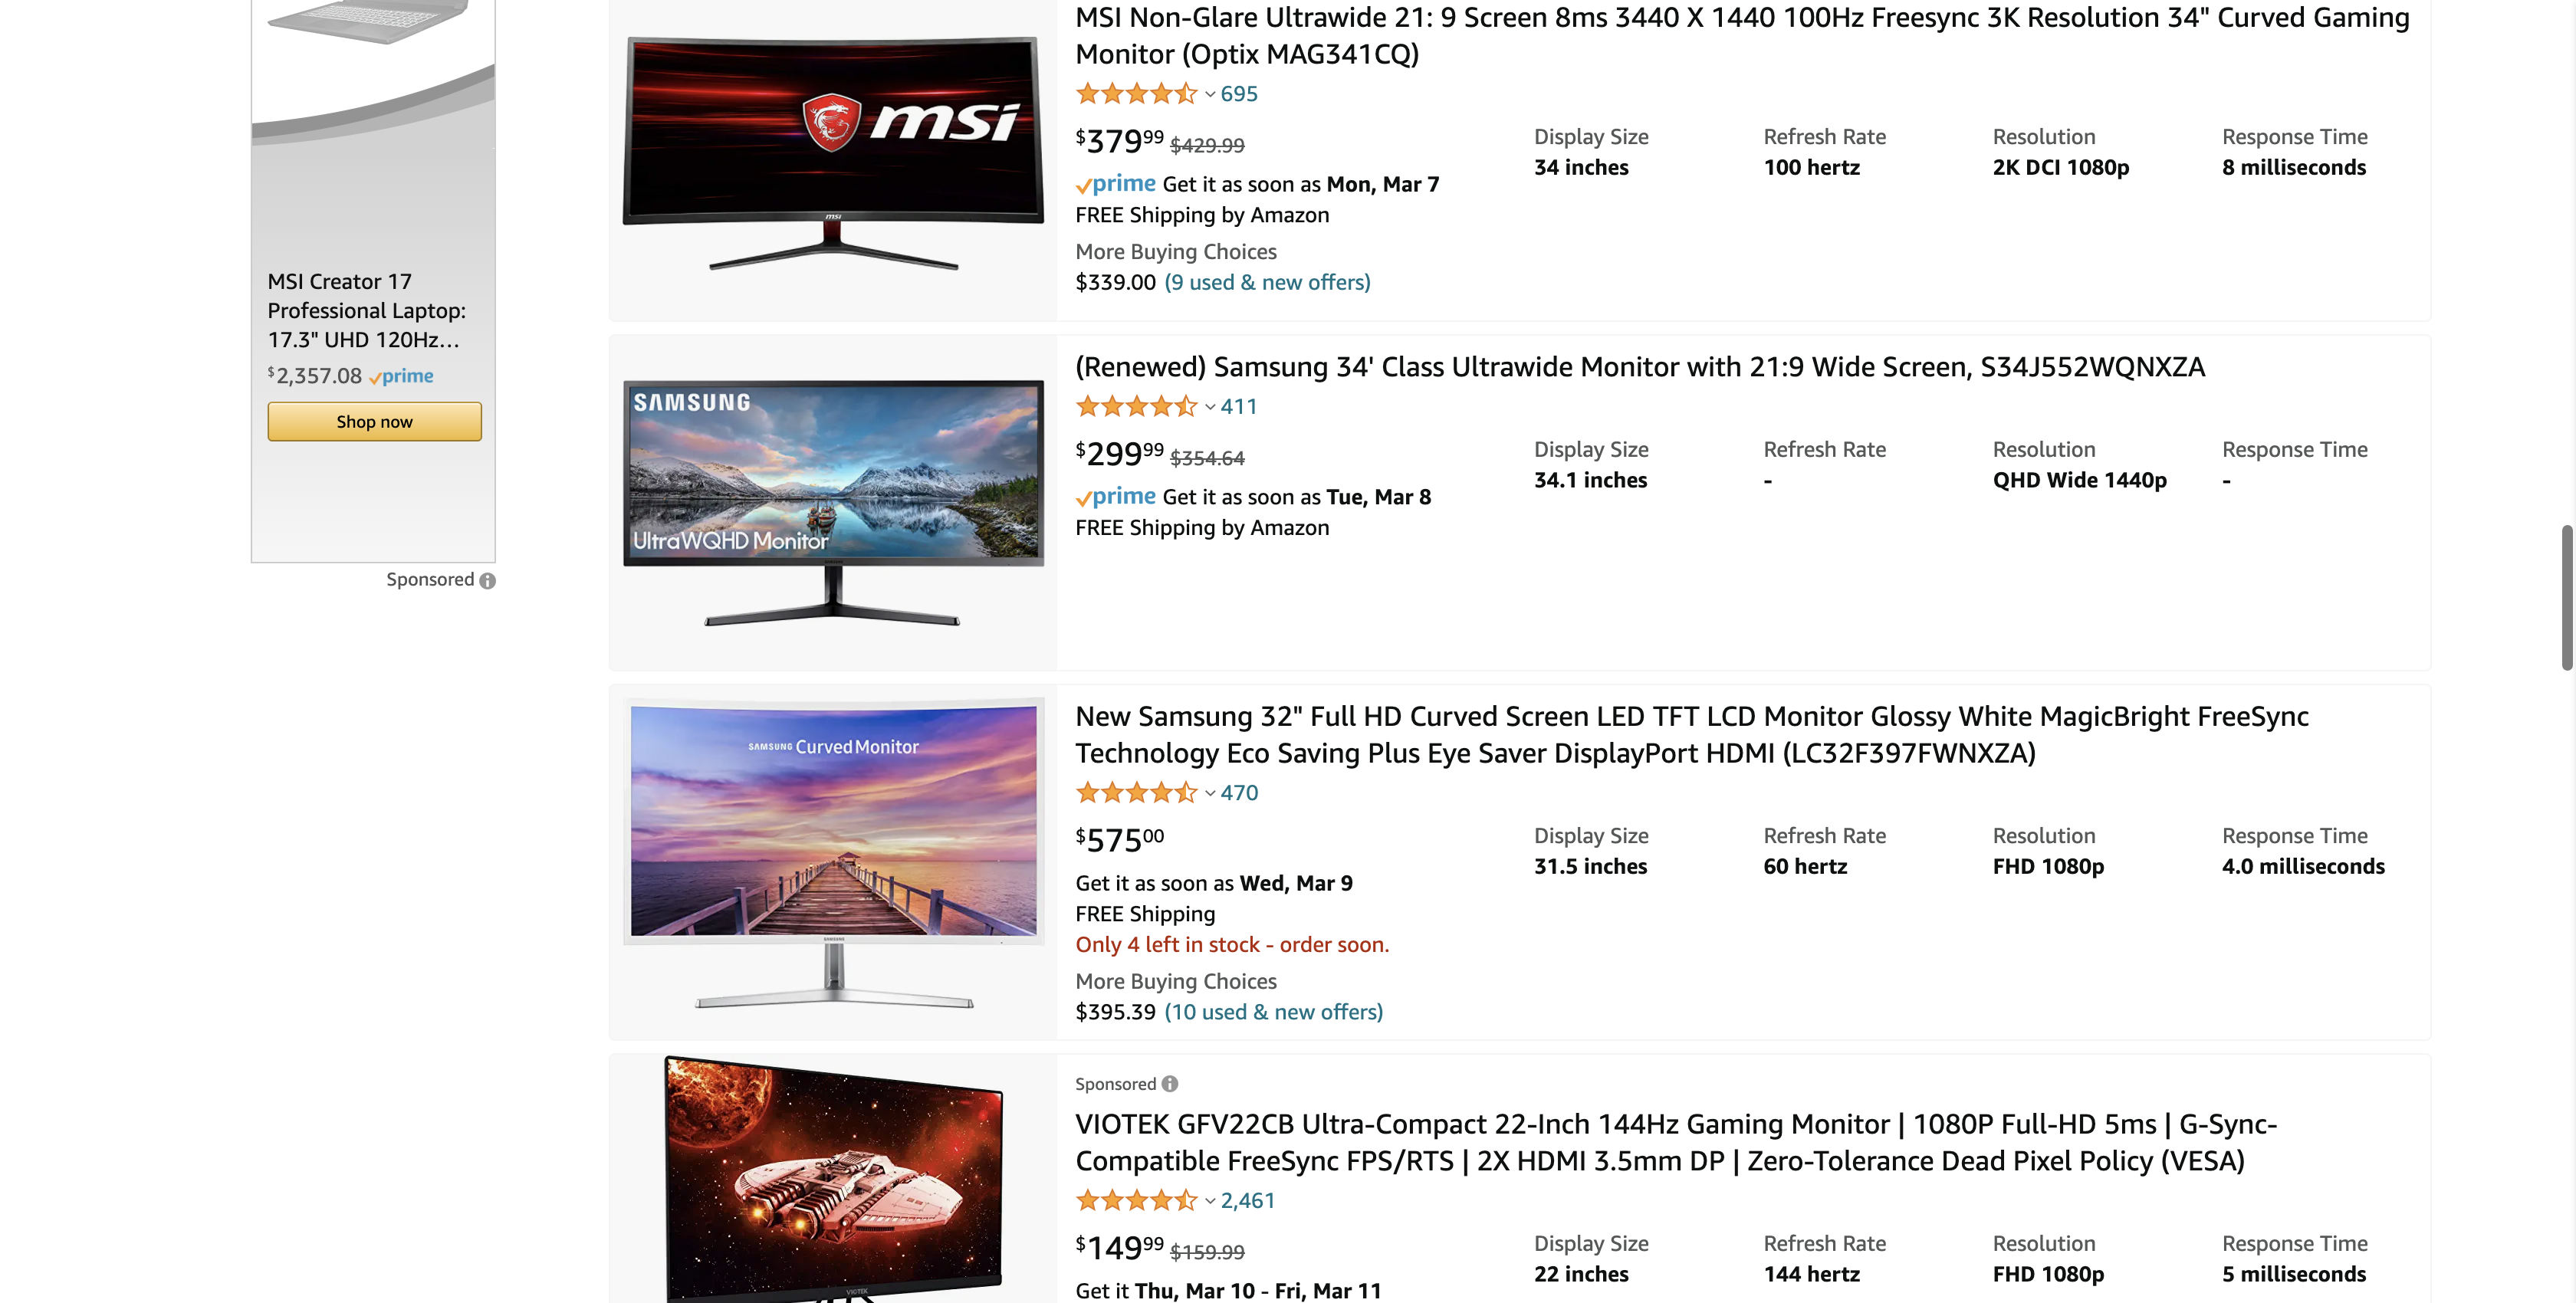 MSI Creator 17
Professional Laptop:
17.3" UHD 120Hz...
$2,357.08 prime
Shop now
Sponsored
msi
msi
MSI Non-Glare Ultrawide 21: 9 Screen 8ms 3440 X 1440 100Hz Freesync 3K Resolution 34" Curved Gaming
Monitor (Optix MAG341CQ)
695
$379.99 $429.99
prime Get it as soon as Mon, Mar 7
FREE Shipping by Amazon
More Buying Choices
$339.00 (9 used & new offers)
Display Size
34 inches
Refresh Rate
100 hertz
Resolution
2K DCI 1080p
Response Time
8 milliseconds
SAMSUNG
UltraWQHD Monitor
(Renewed) Samsung 34' Class Ultrawide Monitor with 21:9 Wide Screen, S34J552WQNXZA
411
$299.99 $354.64
prime Get it as soon as Tue, Mar 8
FREE Shipping by Amazon
Display Size
34.1 inches
Refresh Rate
-
Resolution
QHD Wide 1440p
Response Time
-
SAMSUNG Curved Monitor
SAMSUNG
New Samsung 32" Full HD Curved Screen LED TFT LCD Monitor Glossy White MagicBright FreeSync
Technology Eco Saving Plus Eye Saver DisplayPort HDMI (LC32F397FWNXZA)
470
$575.00
Get it as soon as Wed, Mar 9
FREE Shipping
Only 4 left in stock - order soon.
More Buying Choices
$395.39 (10 used & new offers)
Display Size
31.5 inches
Refresh Rate
60 hertz
Resolution
FHD 1080p
Response Time
4.0 milliseconds
VIOTEK
Sponsored
VIOTEK GFV22CB Ultra-Compact 22-Inch 144Hz Gaming Monitor | 1080P Full-HD 5ms | G-Sync-
Compatible FreeSync FPS/RTS | 2X HDMI 3.5mm DP | Zero-Tolerance Dead Pixel Policy (VESA)
2,461
$149.99 $159.99
Get it Thu, Mar 10 - Fri, Mar 11
Display Size
22 inches
Refresh Rate
144 hertz
Resolution
FHD 1080p
Response Time
5 milliseconds